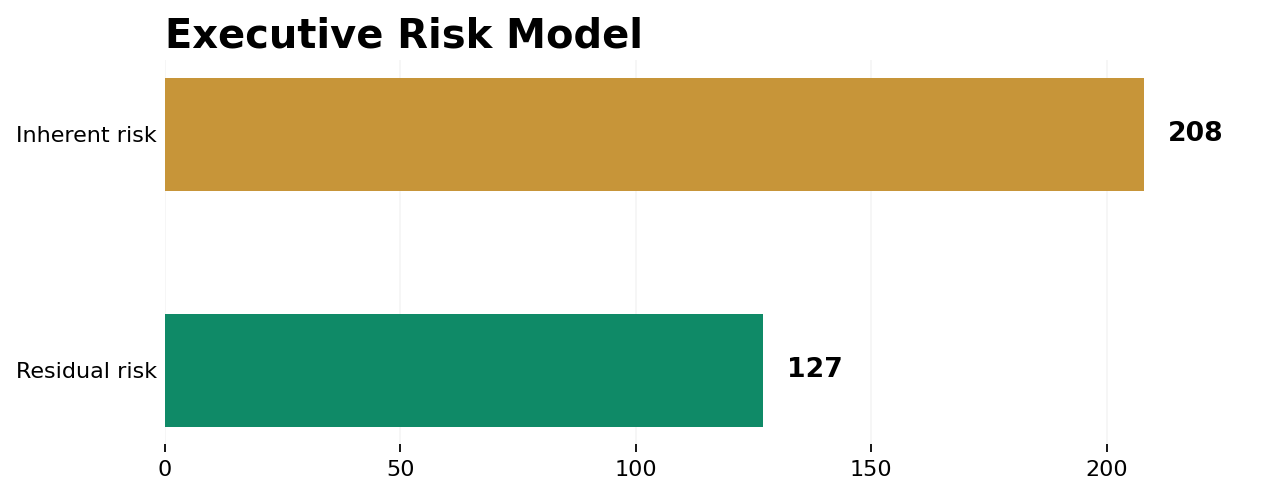 Executive Risk Model
Inherent risk
208
Residual risk
127
0 50 100 150 200